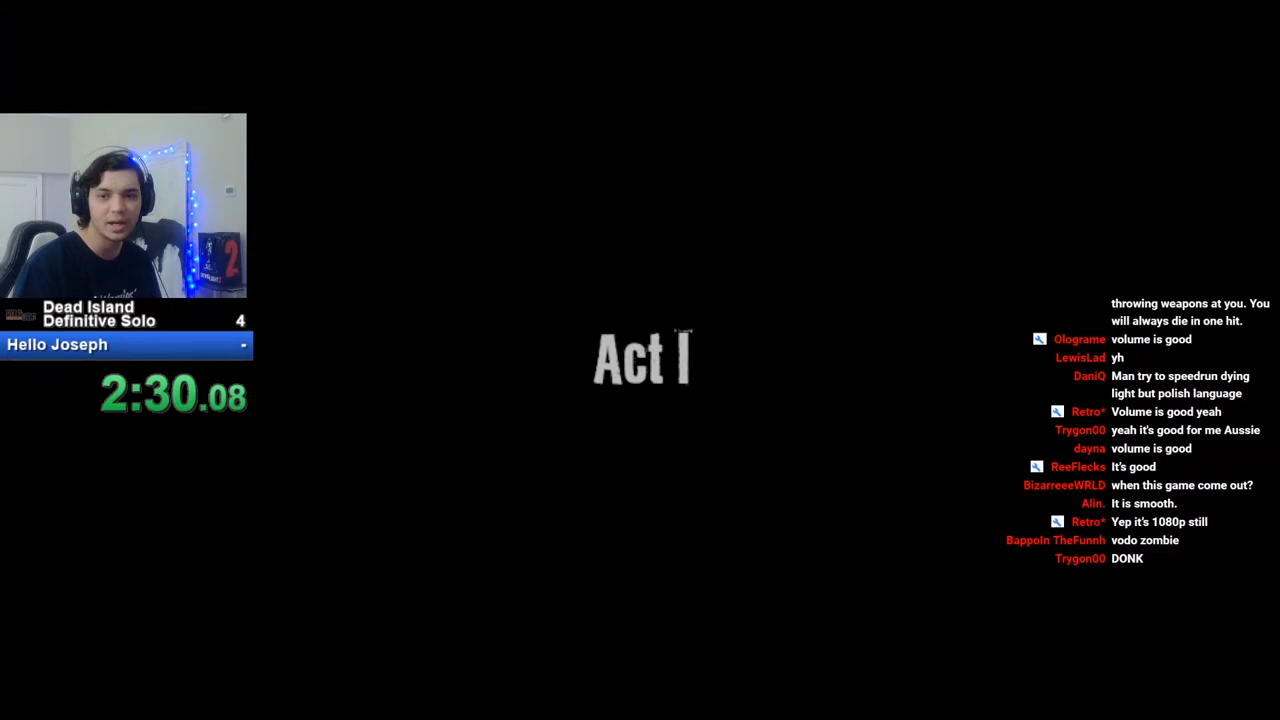 Dead Island
Definitive Solo 4
Hello Joseph -
2:30.08
Act I
throwing weapons at you. You
will always die in one hit.
Olograme volume is good
LewisLad yh
DaniQ Man try to speedrun dying
light but polish language
Retro* Volume is good yeah
Trygon00 yeah it's good for me Aussie
dayna volume is good
ReeFlecks It's good
BizarreeeWRLD when this game come out?
Alin. It is smooth.
Retro* Yep it's 1080p still
BappoIn TheFunnh vodo zombie
Trygon00 DONK